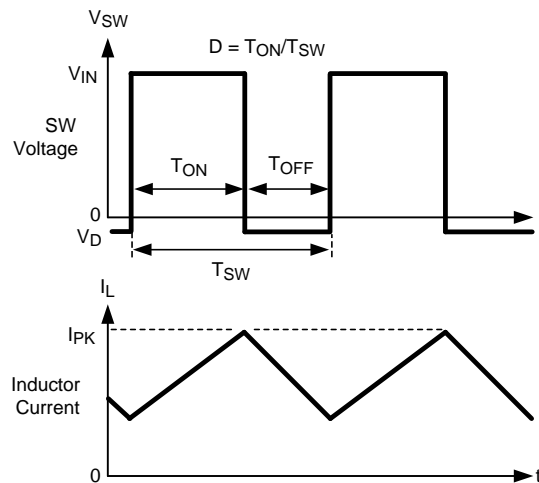 VSW
D = TON/TSW
VIN
SW
Voltage
TON
TOFF
0
VD
TSW
IL
IPK
Inductor
Current
0
t